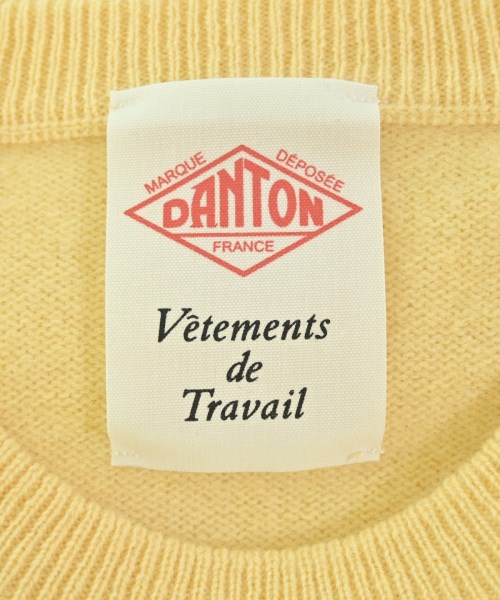 MARQUE DÉPOSÉE
DANTON
FRANCE
Vêtements
de
Travail